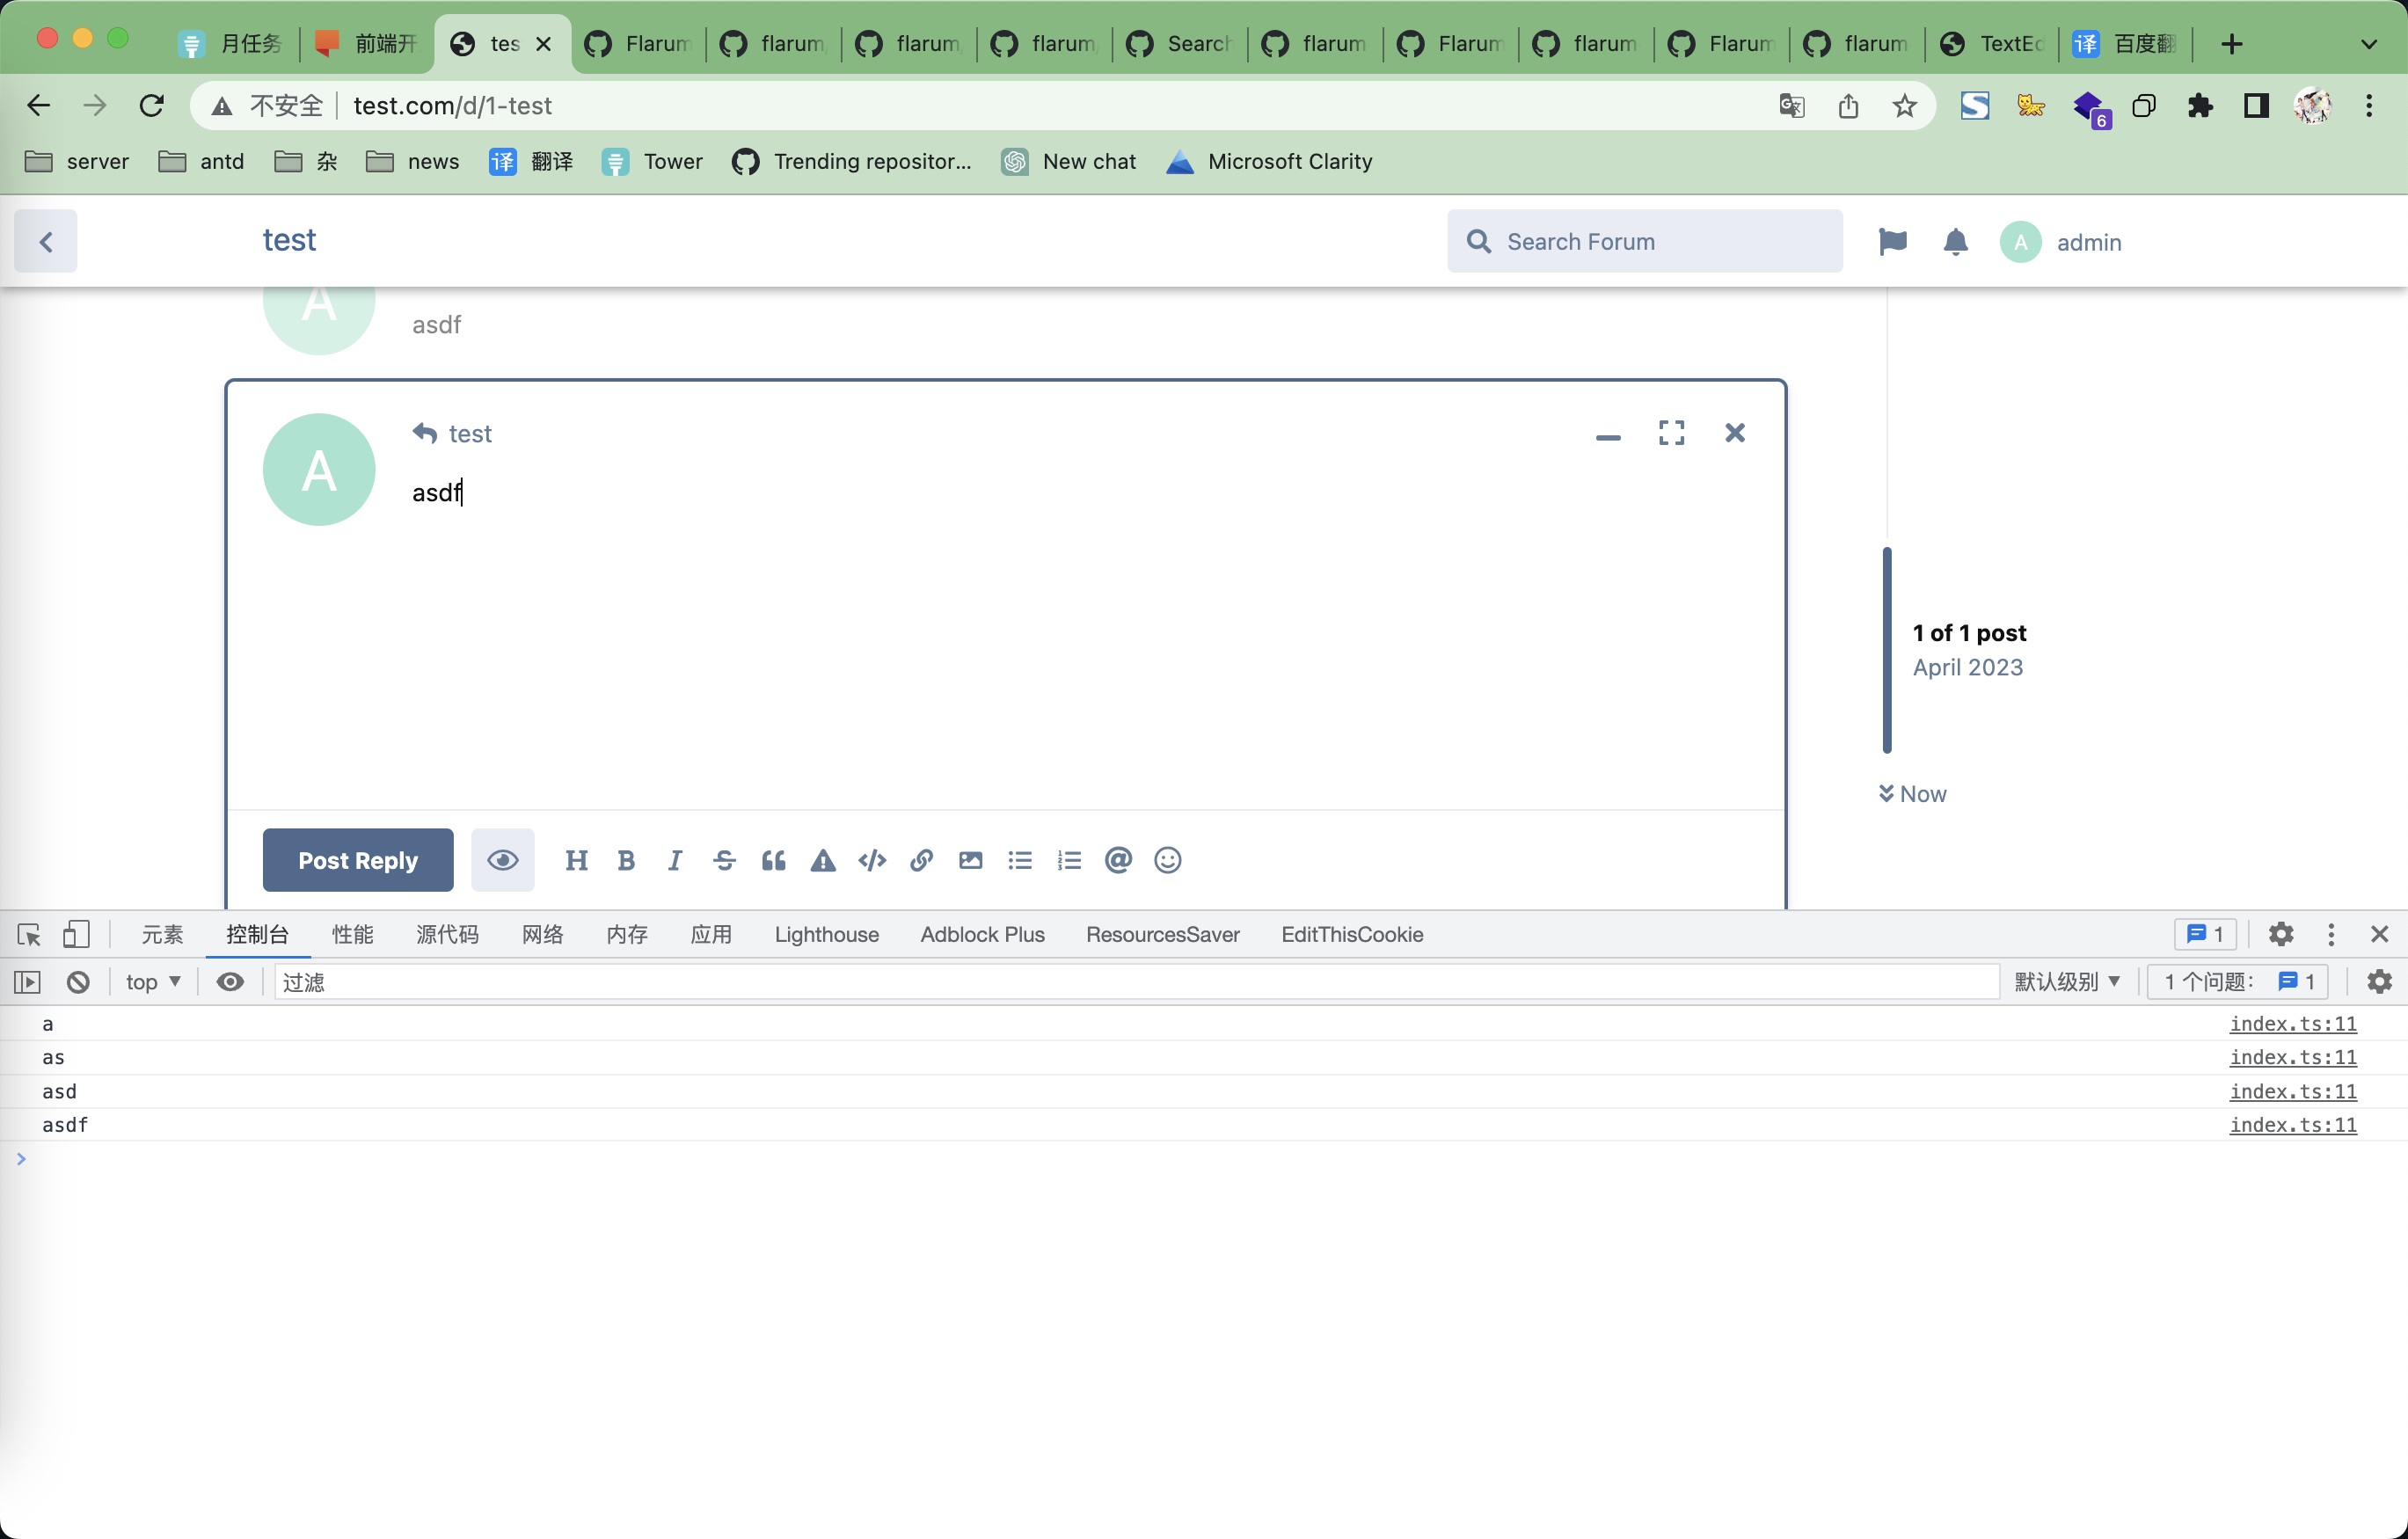 月任务 前端开 tes Flarum flarum flarum flarum Search flarum Flarum flarum Flarum flarum TextEd 译 百度翻
不安全 test.com/d/1-test 6
server antd 杂 news 译 翻译 Tower Trending repositor... New chat Microsoft Clarity
test Search Forum A admin
A asdf
A test
asdf
1 of 1 post
April 2023
Now
Post Reply H B I S @
元素 控制台 性能 源代码 网络 内存 应用 Lighthouse Adblock Plus ResourcesSaver EditThisCookie 1
top 过滤 默认级别 1 个问题： 1
a index.ts:11
as index.ts:11
asd index.ts:11
asdf index.ts:11